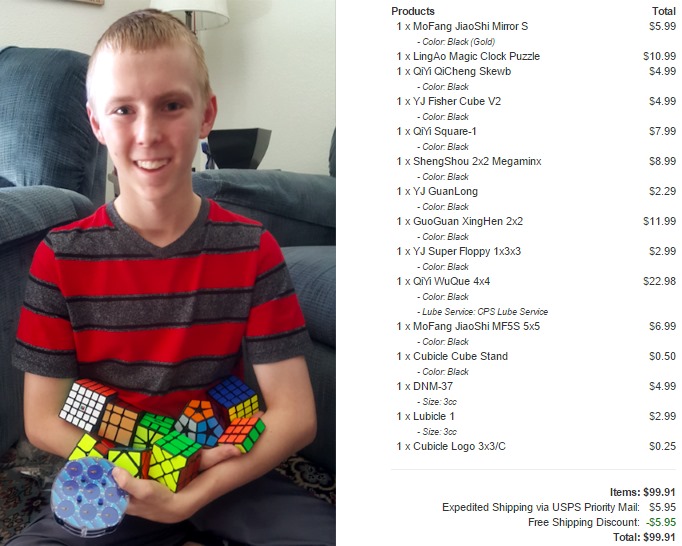 Products Total
1 x MoFang JiaoShi Mirror S $5.99
- Color: Black (Gold)
1 x LingAo Magic Clock Puzzle $10.99
1 x QiYi QiCheng Skewb $4.99
- Color: Black
1 x YJ Fisher Cube V2 $4.99
- Color: Black
1 x QiYi Square-1 $7.99
- Color: Black
1 x ShengShou 2x2 Megaminx $8.99
- Color: Black
1 x YJ GuanLong $2.29
- Color: Black
1 x GuoGuan XingHen 2x2 $11.99
- Color: Black
1 x YJ Super Floppy 1x3x3 $2.99
- Color: Black
1 x QiYi WuQue 4x4 $22.98
- Color: Black
- Lube Service: CPS Lube Service
1 x MoFang JiaoShi MF5S 5x5 $6.99
- Color: Black
1 x Cubicle Cube Stand $0.50
- Color: Black
1 x DNM-37 $4.99
- Size: 3cc
1 x Lubicle 1 $2.99
- Size: 3cc
1 x Cubicle Logo 3x3/C $0.25
Items: $99.91
Expedited Shipping via USPS Priority Mail: $5.95
Free Shipping Discount: -$5.95
Total: $99.91